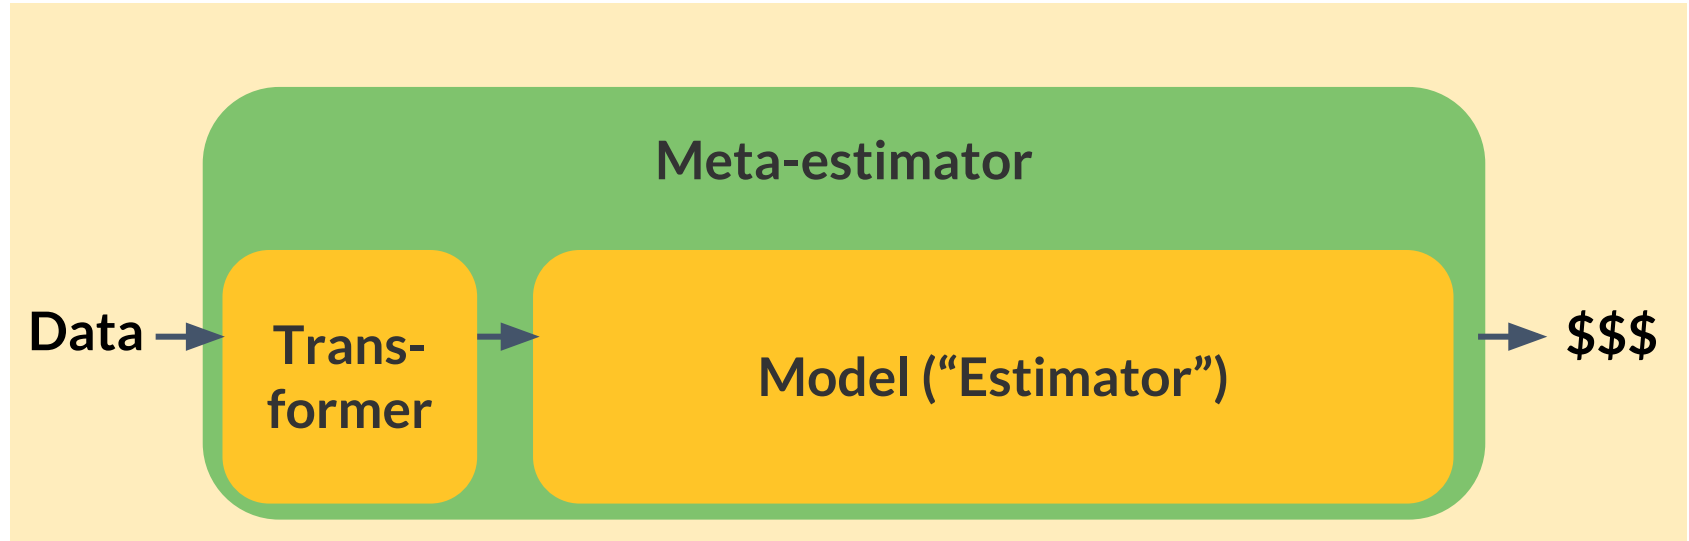 Meta-estimator
Data
Trans-
former
Model (“Estimator”)
$$$